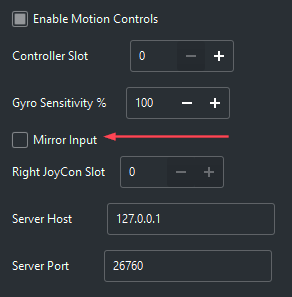 Enable Motion Controls
Controller Slot 0 − +
Gyro Sensitivity % 100 − +
Mirror Input
Right JoyCon Slot 0 − +
Server Host 127.0.0.1
Server Port 26760